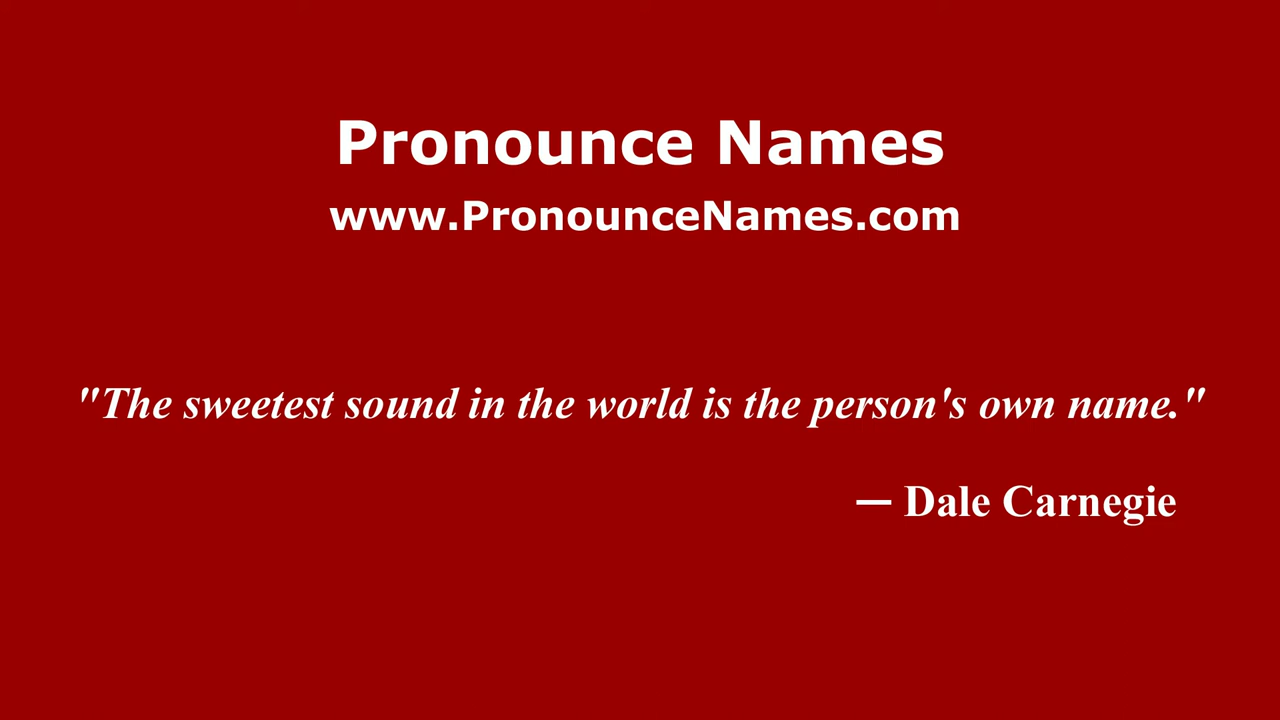 Pronounce Names
www.PronounceNames.com
"The sweetest sound in the world is the person's own name."
— Dale Carnegie